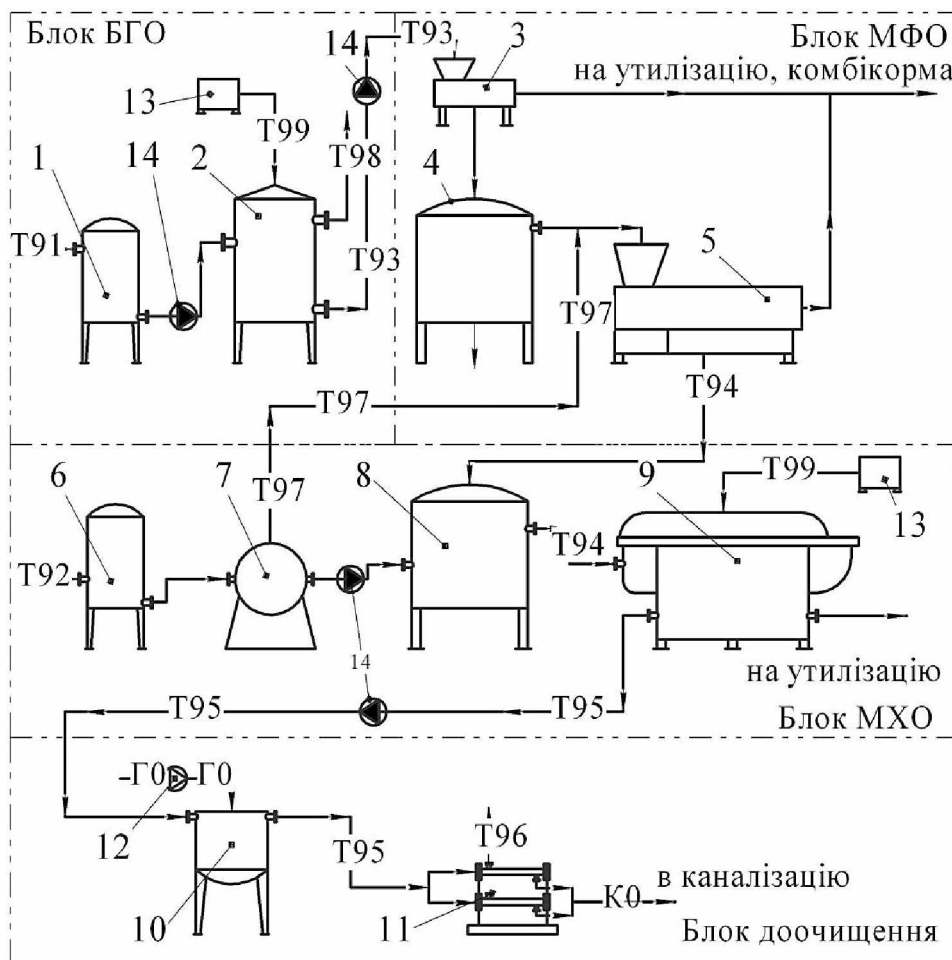 Блок БГО
14
Т93
3
Блок МФО
на утилізацію, комбікорма
13
Т99
Т98
1
14
2
4
Т91
Т93
5
Т97
Т94
Т97
6
7
8
9
Т99
13
Т97
Т92
Т94
14
на утилізацію
Т95
Т95
Блок МХО
Г0
Г0
12
Т95
Т96
10
11
К0
в каналізацію
Блок доочищення